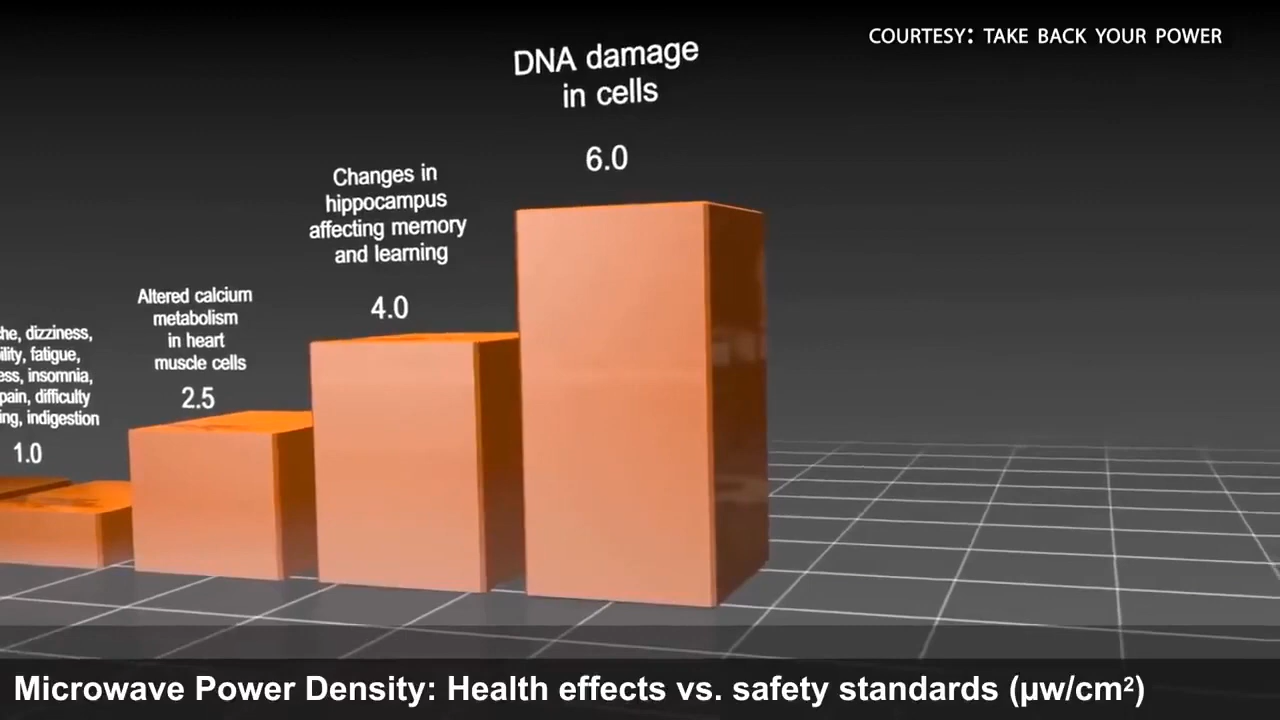 COURTESY: TAKE BACK YOUR POWER
DNA damage
in cells
6.0
Changes in
hippocampus
affecting memory
and learning
4.0
Altered calcium
metabolism
in heart
muscle cells
2.5
dizziness,
fatigue,
insomnia,
pain, difficulty
indigestion
1.0
Microwave Power Density: Health effects vs. safety standards (µw/cm²)